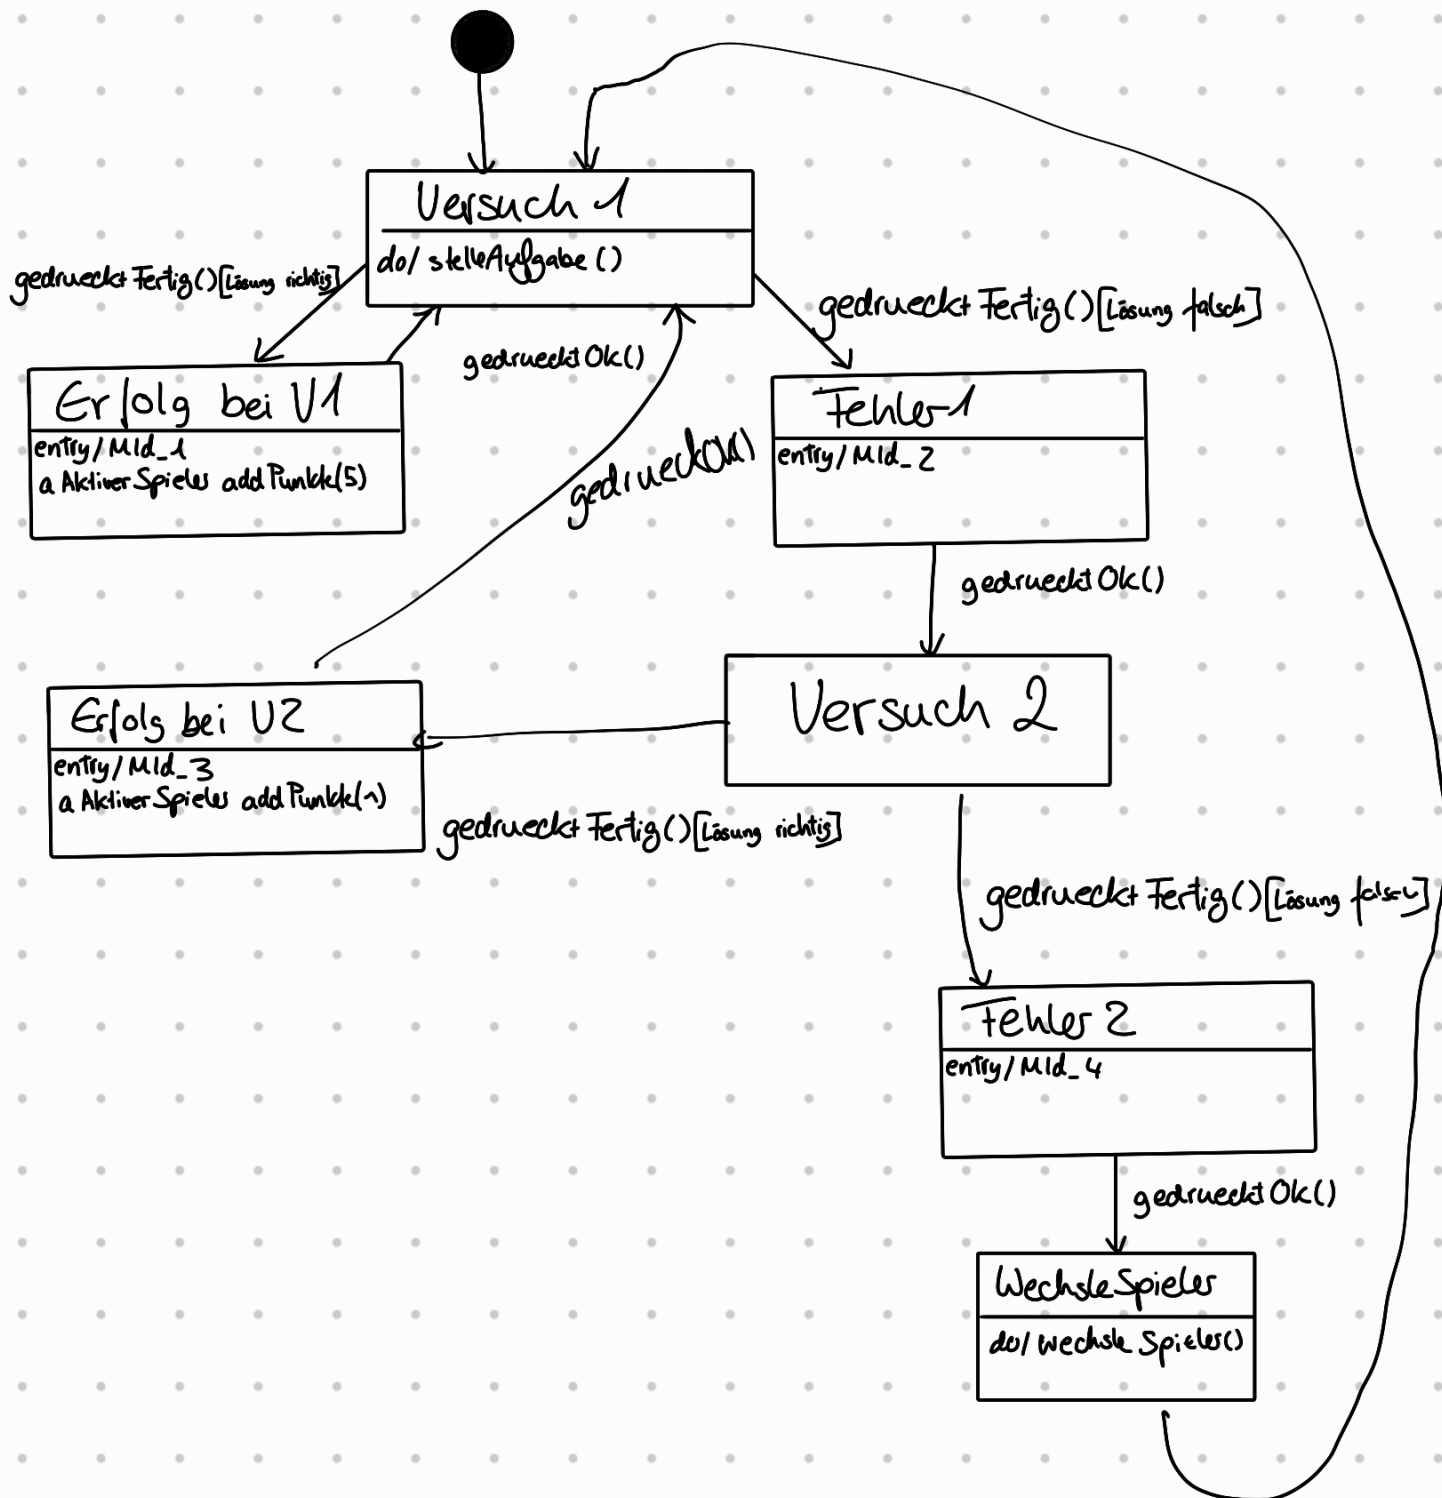 Versuch 1
do/ stelleAufgabe ()
gedrueckt Fertig()[Lösung richtig]
gedrueckt Fertig()[Lösung falsch]
gedrueckt Ok()
Erfolg bei V1
entry/Mld_1
a AktiverSpieler addPunkte(5)
Fehler 1
entry/Mld_2
gedrueckt Ok()
gedrueckt Ok()
Versuch 2
Erfolg bei V2
entry/Mld_3
a AktiverSpieler addPunkte(1)
gedrueckt Fertig()[Lösung richtig]
gedrueckt Fertig()[Lösung falsch]
Fehler 2
entry/Mld_4
gedrueckt Ok()
WechsleSpieler
do/ wechsle Spieler()